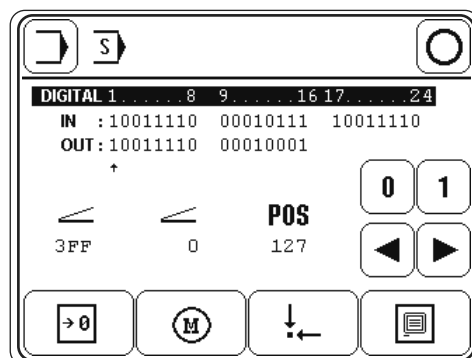 S
DIGITAL 1......8 9......16 17......24
IN :10011110 00010111 10011110
OUT:10011110 00010001
0 1
POS
3FF 0 127
→0 M